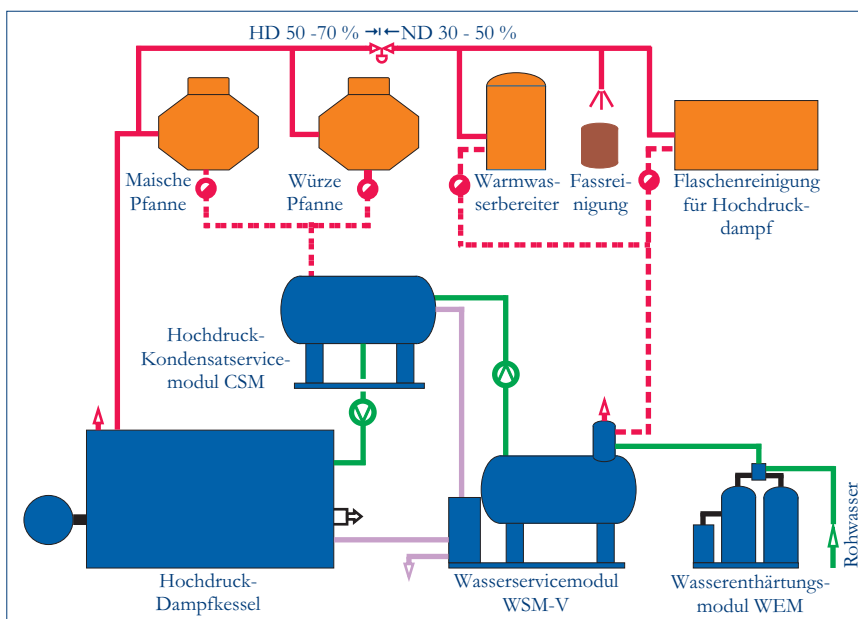 HD 50 -70 % ND 30 - 50 %
Maische
Pfanne
Würze
Pfanne
Warmwas-
serbereiter
Fassrei-
nigung
Flaschenreinigung
für Hochdruck-
dampf
Hochdruck-
Kondensatservice-
modul CSM
Hochdruck-
Dampfkessel
Wasserservicemodul
WSM-V
Wasserenthärtungs-
modul WEM
Rohwasser